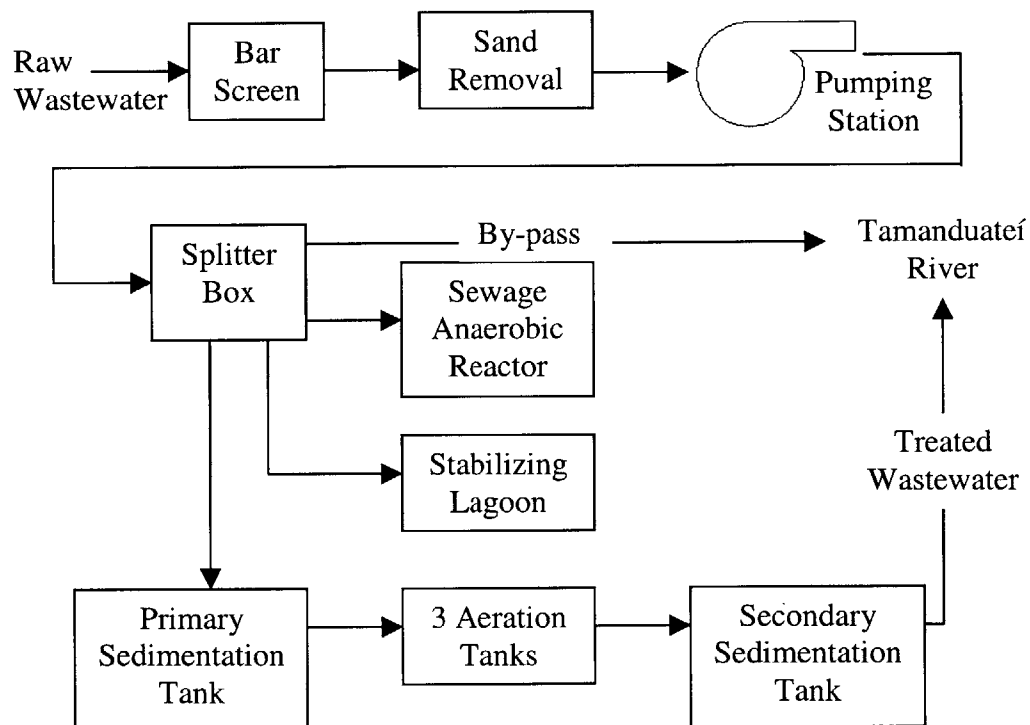 Raw
Wastewater
Bar
Screen
Sand
Removal
Pumping
Station
Splitter
Box
By-pass
Tamanduateí
River
Sewage
Anaerobic
Reactor
Stabilizing
Lagoon
Treated
Wastewater
Primary
Sedimentation
Tank
3 Aeration
Tanks
Secondary
Sedimentation
Tank